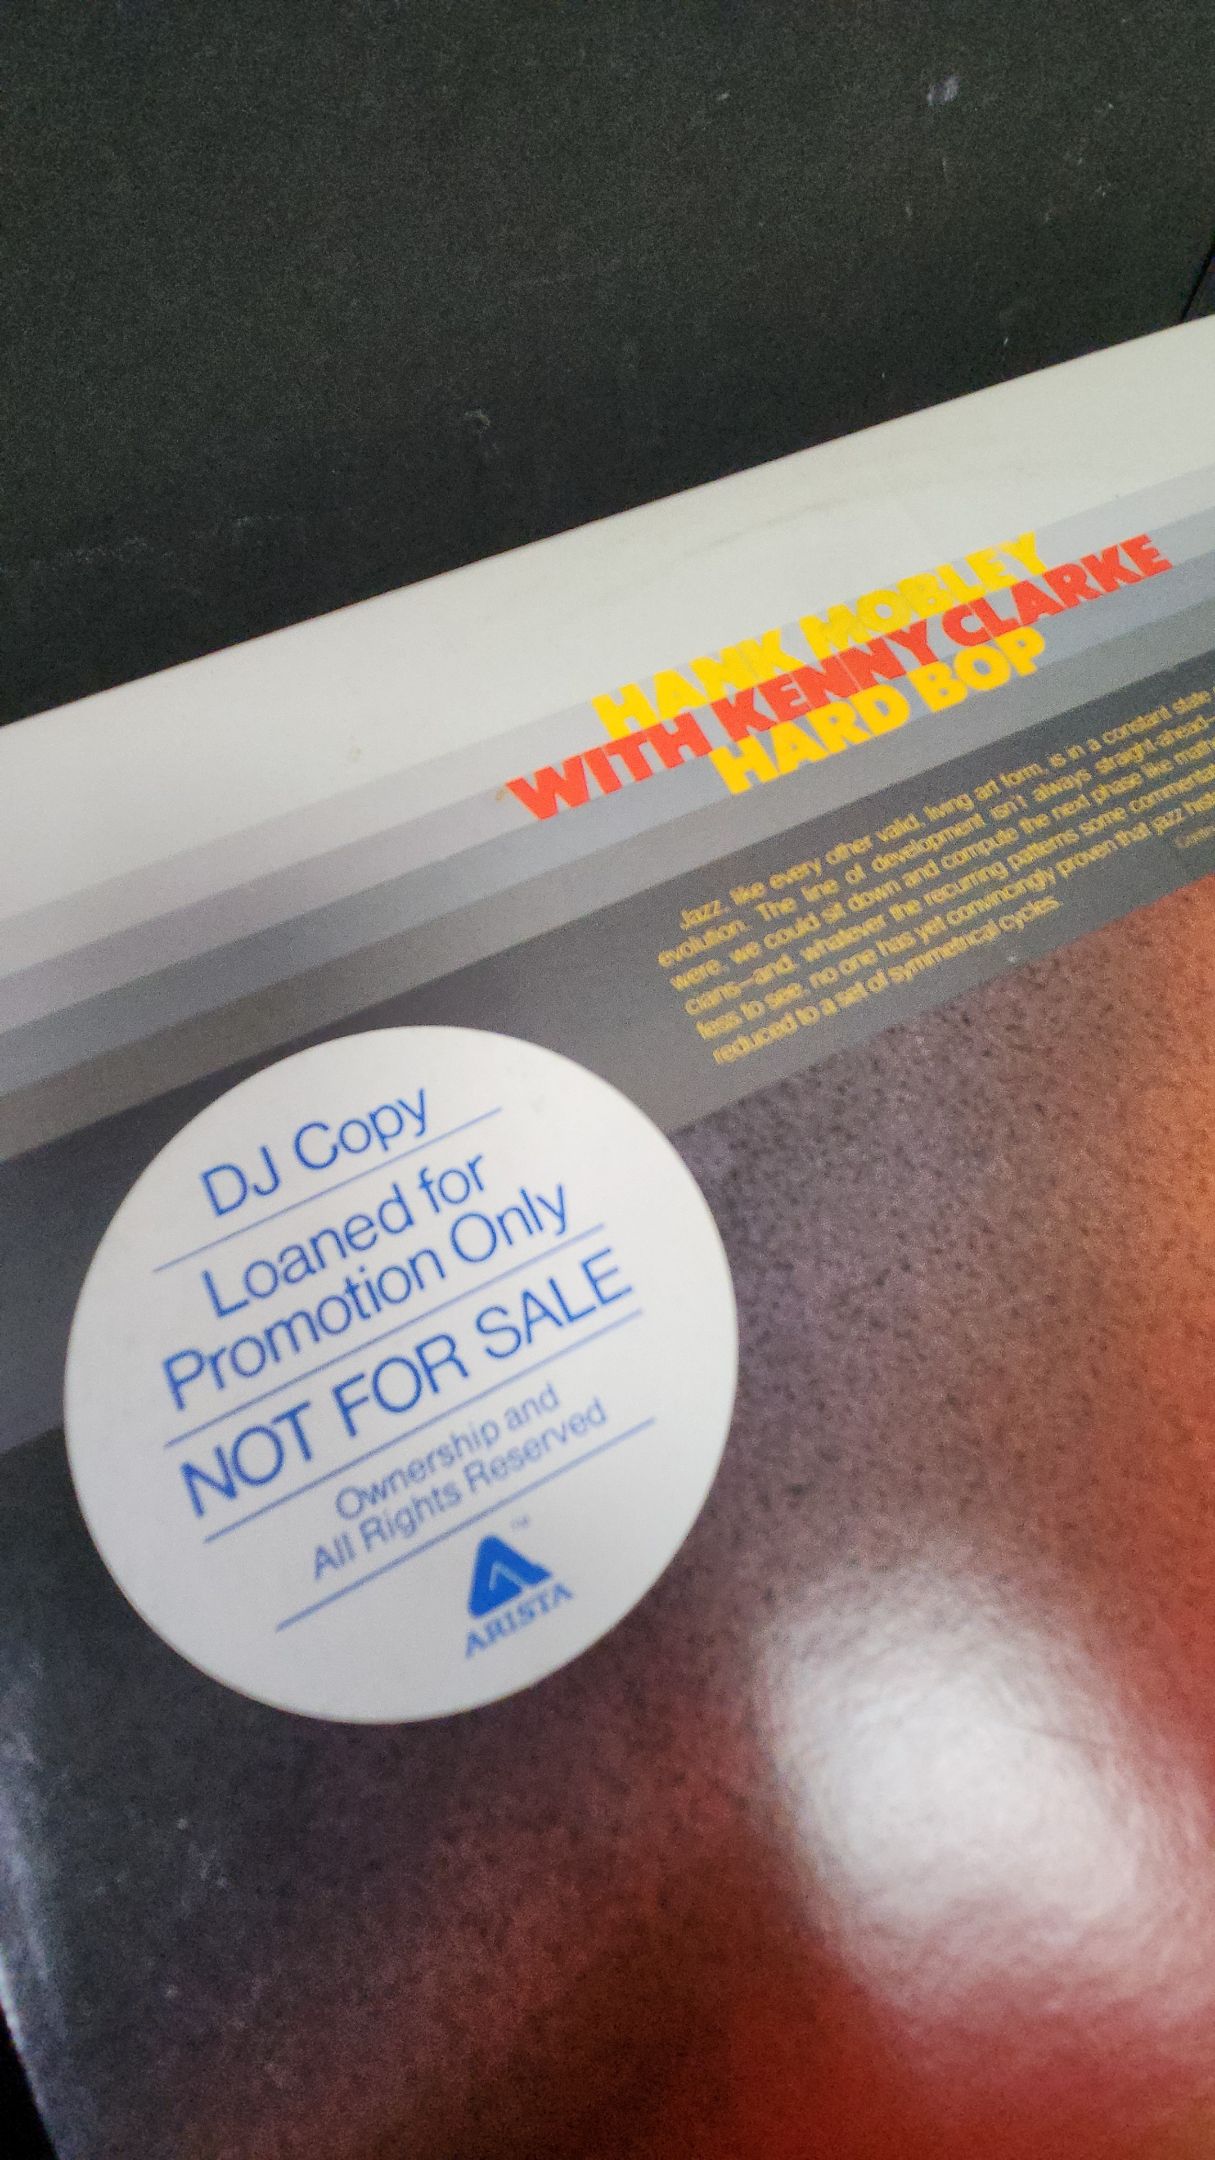 HANK MOBLEY
WITH KENNY CLARKE
HARD BOP
Jazz, like every other valid, living art form, is in a constant state
evolution. The line of development isn't always straight-ahead—
were, we could sit down and compute the next phase like
cians—and, whatever the recurring patterns some
fess to see, no one has yet convincingly proven that jazz
reduced to a set of symmetrical cycles.
DJ Copy
Loaned for
Promotion Only
NOT FOR SALE
Ownership and
All Rights Reserved
™
ARISTA